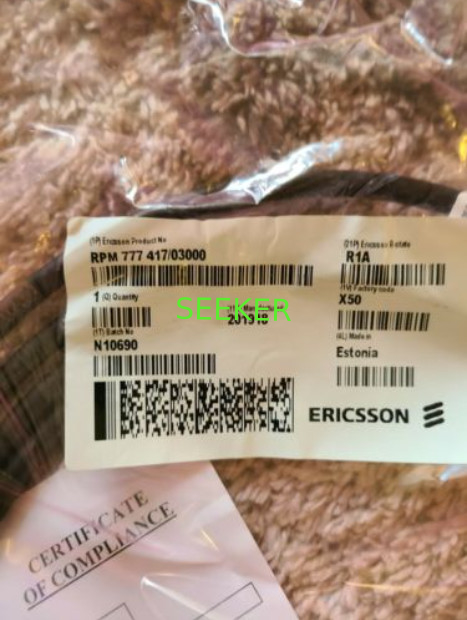 (1P) Ericsson Product No
RPM 777 417/03000
(21P) Ericsson R-state
R1A
1 (Q) Quantity
SEEKER
(1T) Batch No
N10690
(1V) Factory code
X50
(4L) Made in
Estonia
ERICSSON
CERTIFICATE
OF COMPLIANCE